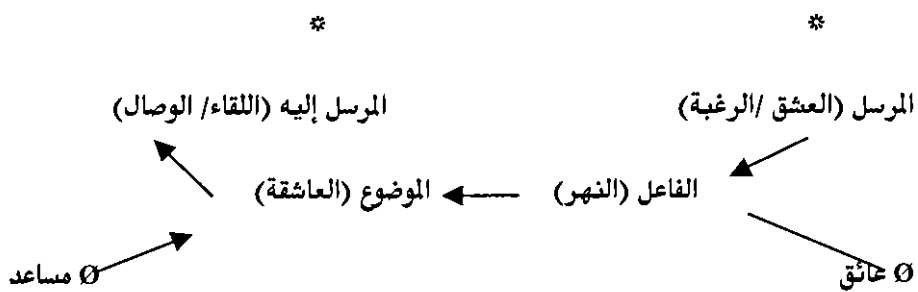 * *
المرسل (العشق /الرغبة) المرسل إليه (اللقاء/ الوصال)
الفاعل (النهر) الموضوع (العاشقة)
Ø عائق Ø مساعد